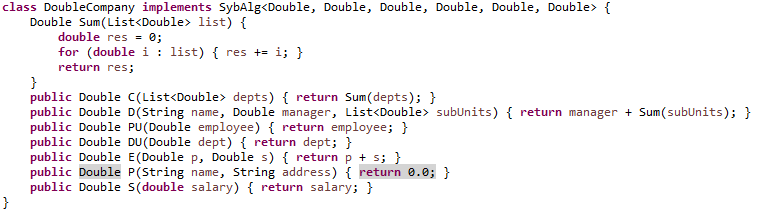 class DoubleCompany implements SybAlg<Double, Double, Double, Double, Double, Double> {
    Double Sum(List<Double> list) {
        double res = 0;
        for (double i : list) { res += i; }
        return res;
    }
    public Double C(List<Double> depts) { return Sum(depts); }
    public Double D(String name, Double manager, List<Double> subUnits) { return manager + Sum(subUnits); }
    public Double PU(Double employee) { return employee; }
    public Double DU(Double dept) { return dept; }
    public Double E(Double p, Double s) { return p + s; }
    public Double P(String name, String address) { return 0.0; }
    public Double S(double salary) { return salary; }
}